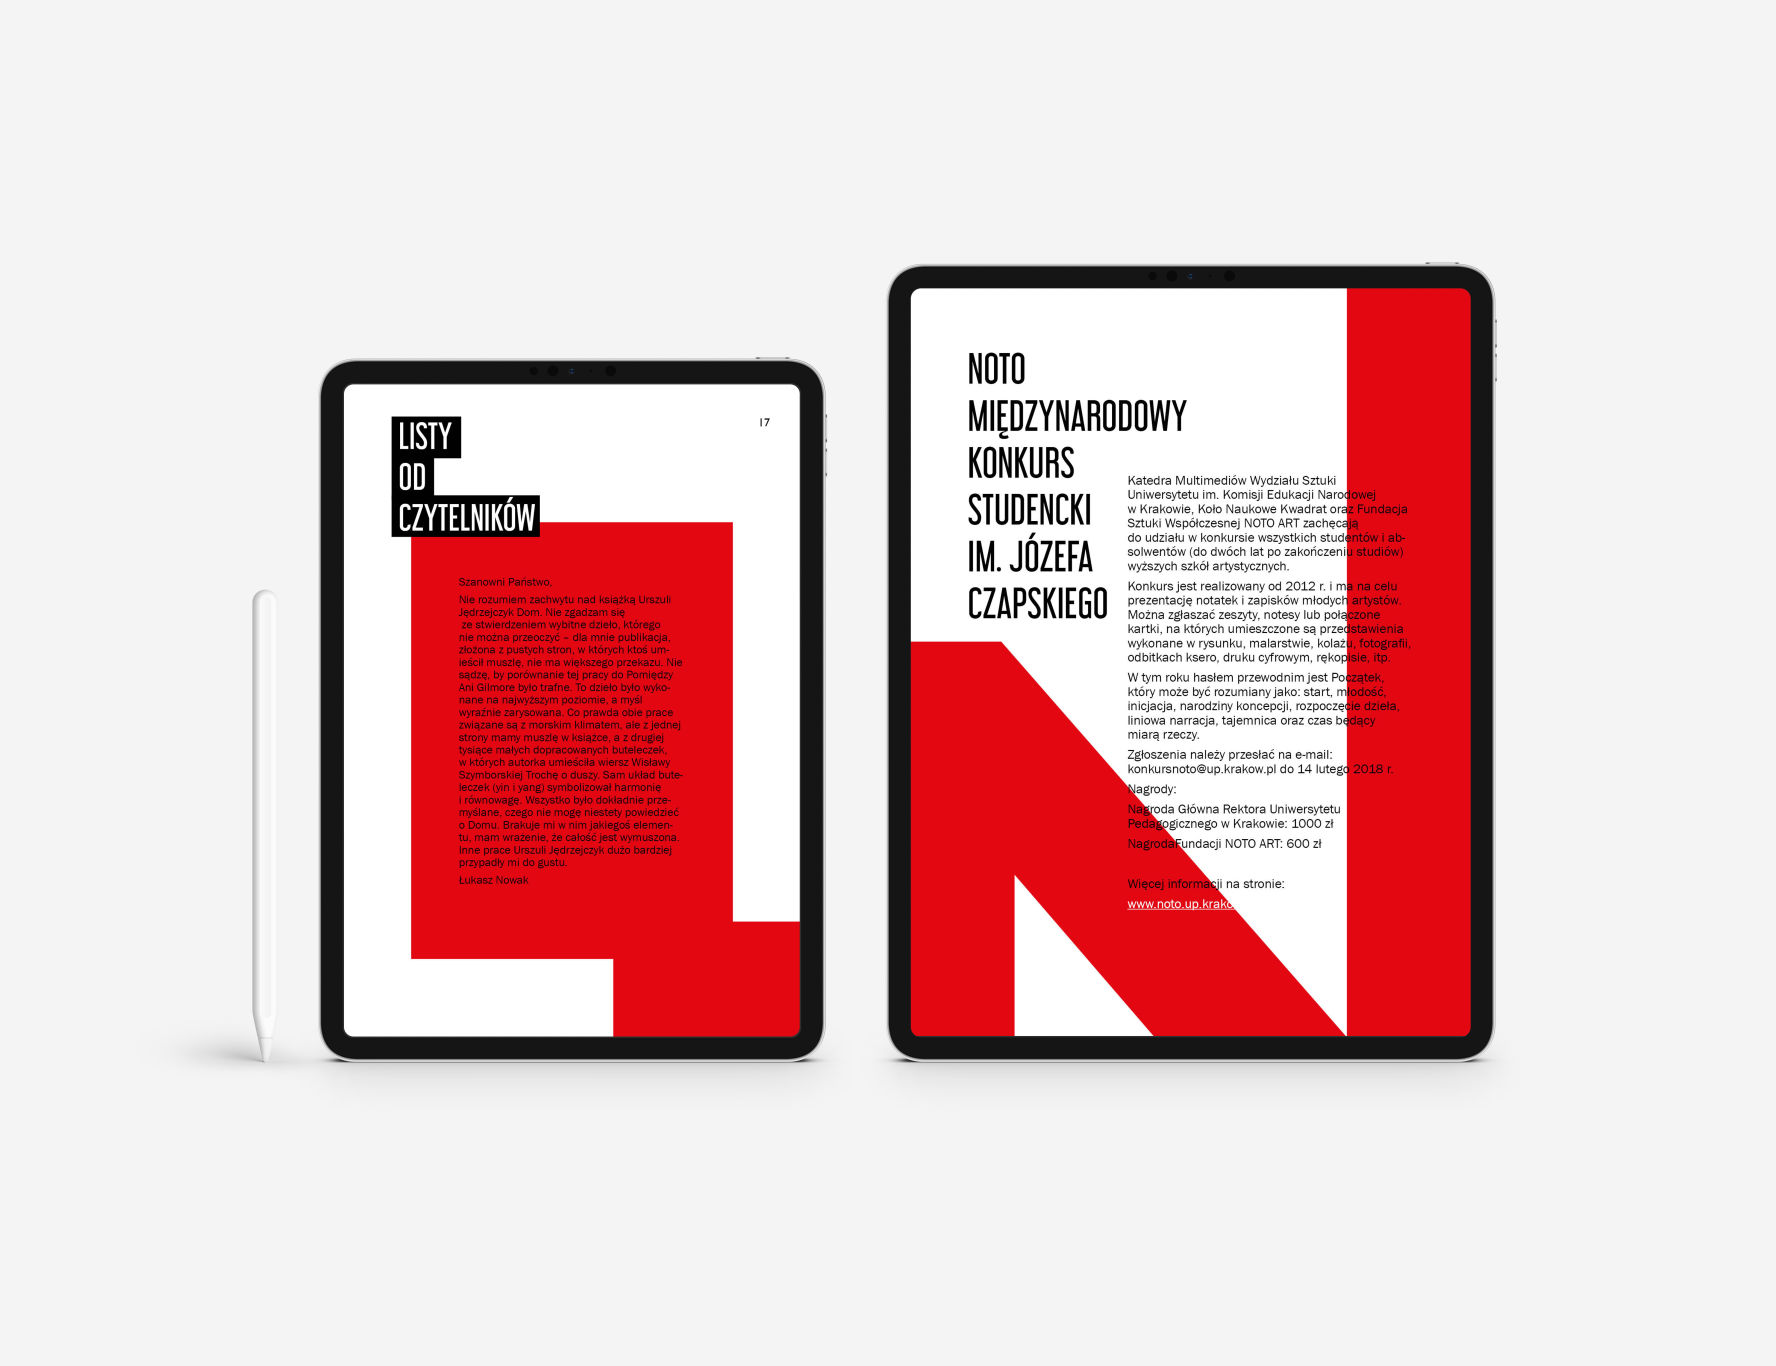 LISTY
OD
CZYTELNIKÓW
17
Szanowni Państwo,
Nie rozumiem zachwytu nad książką Urszuli
Jędrzejczyk Dom. Nie zgadzam się
ze stwierdzeniem wybitne dzieło, którego
nie można przeoczyć – dla mnie publikacja,
złożona z pustych stron, w których ktoś um-
ieścił muszlę, nie ma większego przekazu. Nie
sądzę, by porównanie tej pracy do Pomiędzy
Ani Gilmore było trafne. To dzieło było wyko-
nane na najwyższym poziomie, a myśl
wyraźnie zarysowana. Co prawda obie prace
związane są z morskim klimatem, ale z jednej
strony mamy muszlę w książce, a z drugiej
tysiące małych dopracowanych buteleczek,
w których autorka umieściła wiersz Wisławy
Szymborskiej Trochę o duszy. Sam układ bute-
leczek (yin i yang) symbolizował harmonię
i równowagę. Wszystko było dokładnie prze-
myślane, czego nie mogę niestety powiedzieć
o Domu. Brakuje mi w nim jakiegoś elemen-
tu, mam wrażenie, że całość jest wymuszona.
Inne prace Urszuli Jędrzejczyk dużo bardziej
przypadły mi do gustu.
Łukasz Nowak
NOTO
MIĘDZYNARODOWY
KONKURS
STUDENCKI
IM. JÓZEFA
CZAPSKIEGO
Katedra Multimediów Wydziału Sztuki
Uniwersytetu im. Komisji Edukacji Narodowej
w Krakowie, Koło Naukowe Kwadrat oraz Fundacja
Sztuki Współczesnej NOTO ART zachęcają
do udziału w konkursie wszystkich studentów i ab-
solwentów (do dwóch lat po zakończeniu studiów)
wyższych szkół artystycznych.
Konkurs jest realizowany od 2012 r. i ma na celu
prezentację notatek i zapisków młodych artystów.
Można zgłaszać zeszyty, notesy lub połączone
kartki, na których umieszczone są przedstawienia
wykonane w rysunku, malarstwie, kolażu, fotografii,
odbitkach ksero, druku cyfrowym, rękopisie, itp.
W tym roku hasłem przewodnim jest Początek,
który może być rozumiany jako: start, młodość,
inicjacja, narodziny koncepcji, rozpoczęcie dzieła,
liniowa narracja, tajemnica oraz czas będący
miarą rzeczy.
Zgłoszenia należy przesłać na e-mail:
konkursnoto@up.krakow.pl do 14 lutego 2018 r.
Nagrody:
Nagroda Główna Rektora Uniwersytetu
Pedagogicznego w Krakowie: 1000 zł
NagrodaFundacji NOTO ART: 600 zł
Więcej informacji na stronie:
www.noto.up.krako